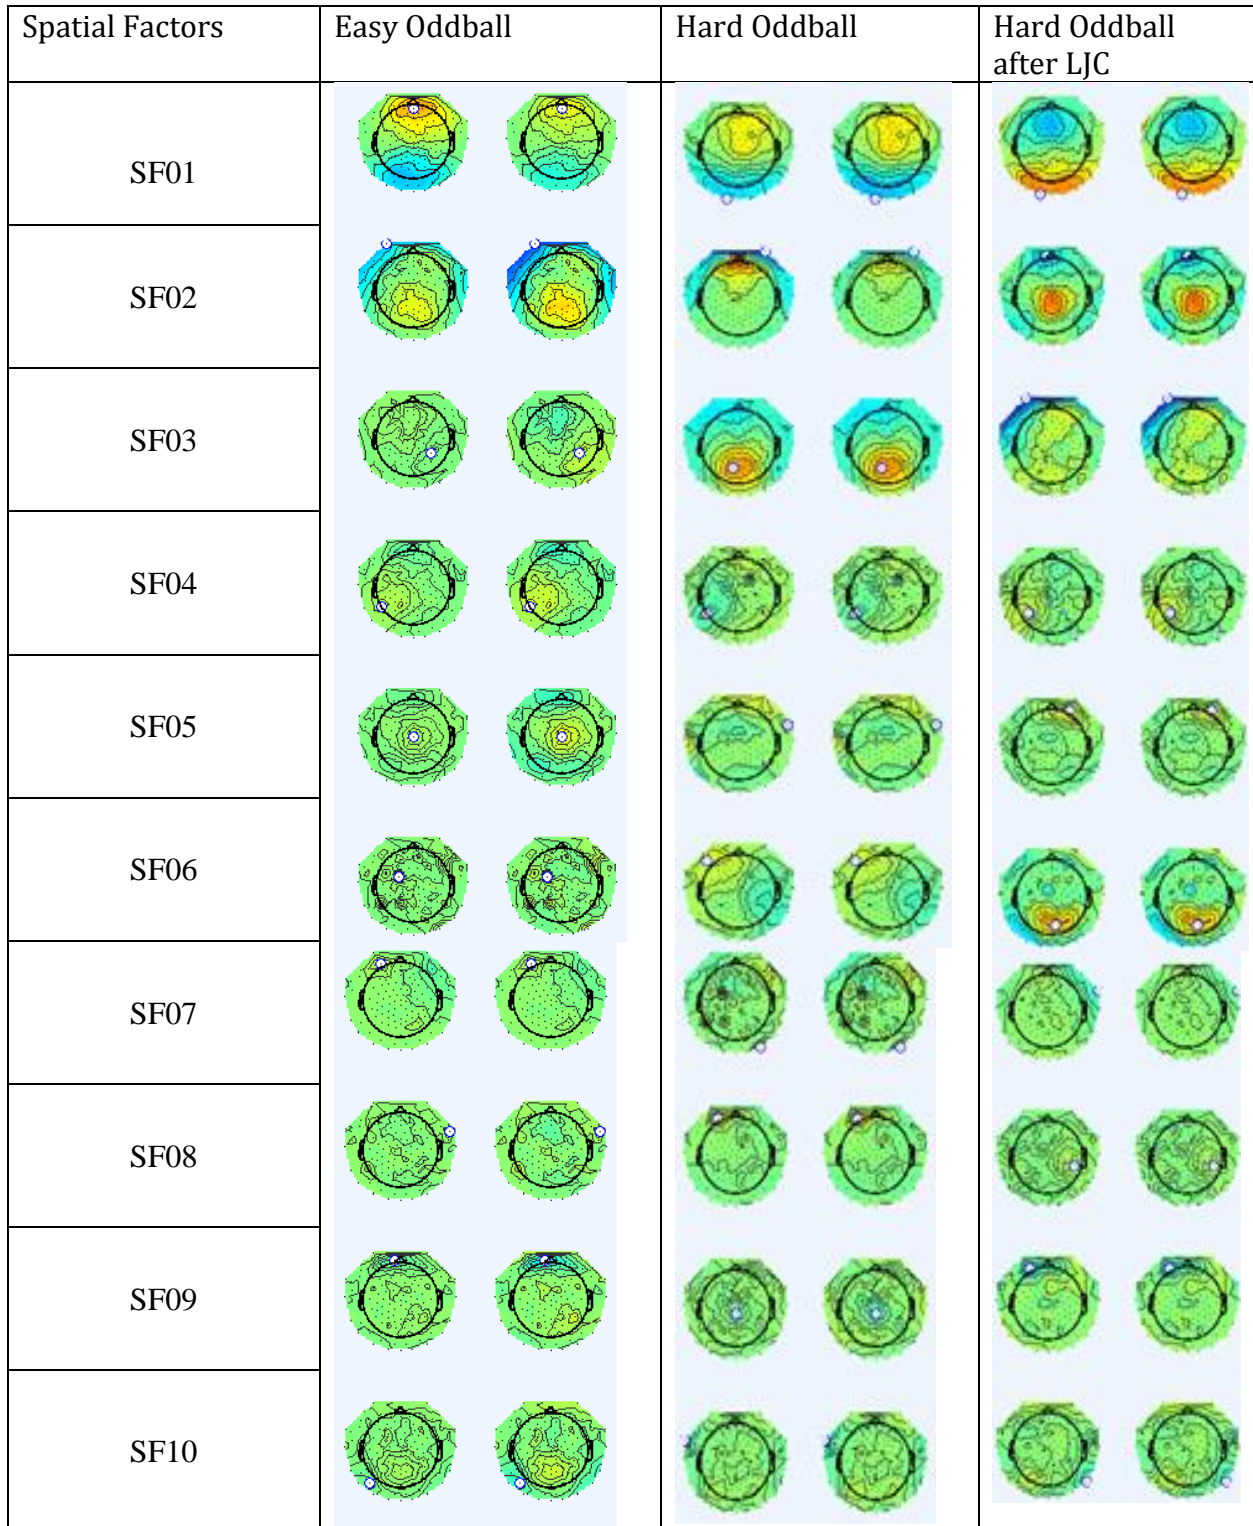 Spatial Factors
Easy Oddball
Hard Oddball
Hard Oddball
after LJC
SF01
SF02
SF03
SF04
SF05
SF06
SF07
SF08
SF09
SF10